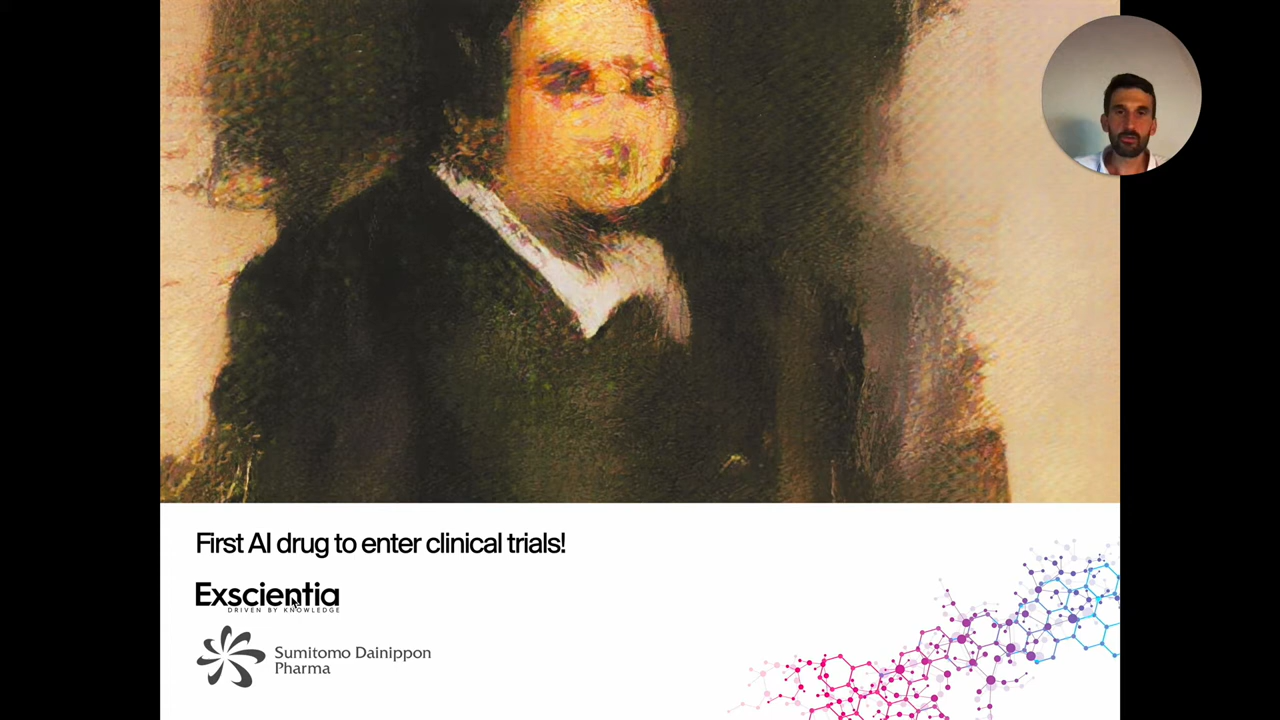 First AI drug to enter clinical trials!
Exscientia
DRIVEN BY KNOWLEDGE
Sumitomo Dainippon
Pharma